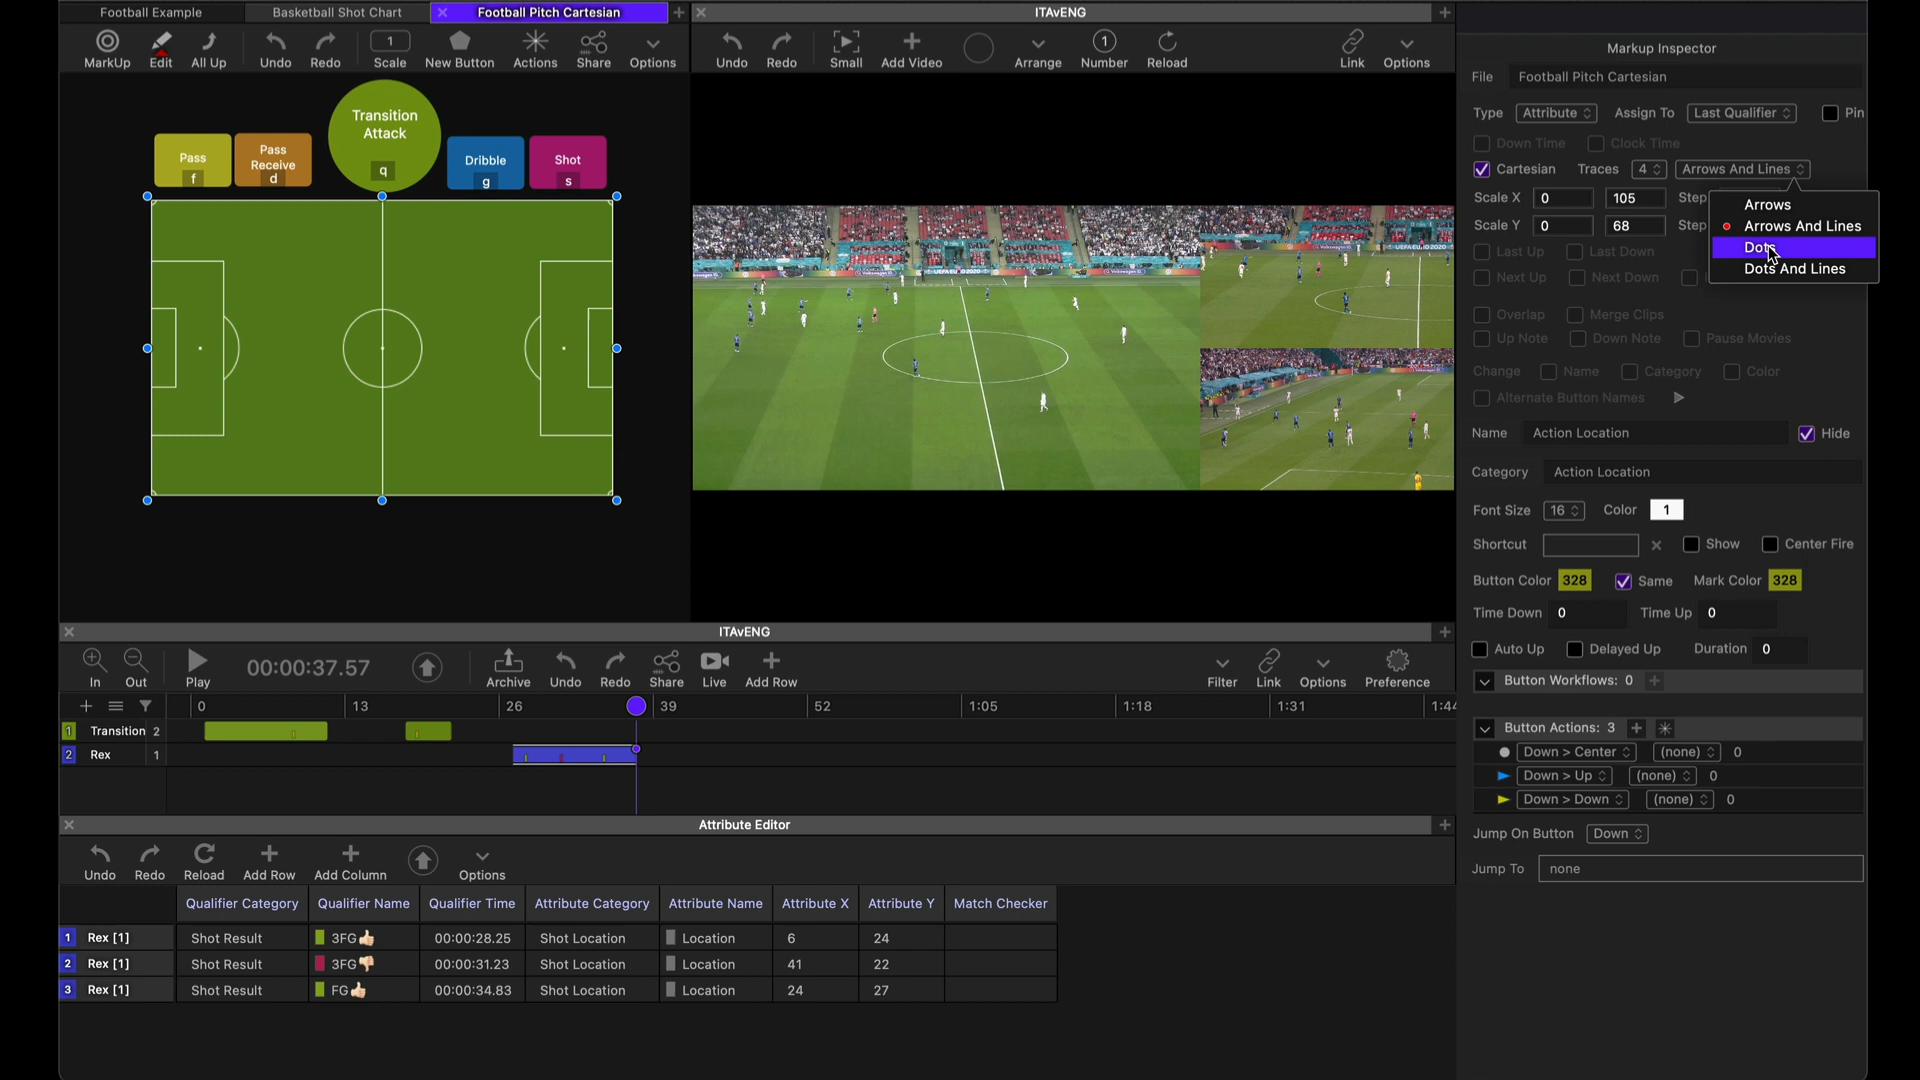 Football Example
Basketball Shot Chart
Football Pitch Cartesian
ITAvENG
MarkUp
Edit
All Up
Undo
Redo
1
Scale
New Button
Actions
Share
Options
Undo
Redo
Small
Add Video
Arrange
1
Number
Reload
Link
Options
Transition
Attack
q
Pass
f
Pass
Receive
d
Dribble
g
Shot
s
UEFA EURO2020
Markup Inspector
File Football Pitch Cartesian
Type Attribute Assign To Last Qualifier Pin
Down Time Clock Time
Cartesian Traces 4 Arrows And Lines
Scale X 0 105 Step
Scale Y 0 68 Step
Arrows
Arrows And Lines
Dots
Dots And Lines
Last Up Last Down
Next Up Next Down
Overlap Merge Clips
Up Note Down Note Pause Movies
Change Name Category Color
Alternate Button Names
Name Action Location Hide
Category Action Location
Font Size 16 Color 1
Shortcut Show Center Fire
Button Color 328 Same Mark Color 328
Time Down 0 Time Up 0
Auto Up Delayed Up Duration 0
Button Workflows: 0
Button Actions: 3
Down > Center (none) 0
Down > Up (none) 0
Down > Down (none) 0
Jump On Button Down
Jump To none
ITAvENG
In
Out
Play
00:00:37.57
Archive
Undo
Redo
Share
Live
Add Row
Filter
Link
Options
Preference
0 13 26 39 52 1:05 1:18 1:31 1:44
1 Transition 2
2 Rex 1
Attribute Editor
Undo
Redo
Reload
Add Row
Add Column
Options
Qualifier Category Qualifier Name Qualifier Time Attribute Category Attribute Name Attribute X Attribute Y Match Checker
1 Rex [1] Shot Result 3FG👍🏻 00:00:28.25 Shot Location Location 6 24
2 Rex [1] Shot Result 3FG👎🏻 00:00:31.23 Shot Location Location 41 22
3 Rex [1] Shot Result FG👍🏻 00:00:34.83 Shot Location Location 24 27